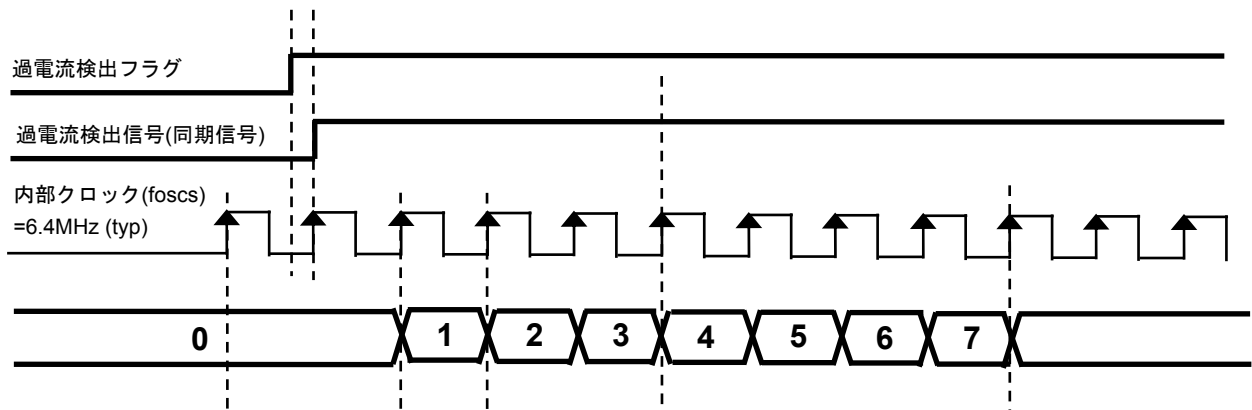 過電流検出フラグ
過電流検出信号(同期信号)
内部クロック(foscs)
=6.4MHz (typ)
0 1 2 3 4 5 6 7